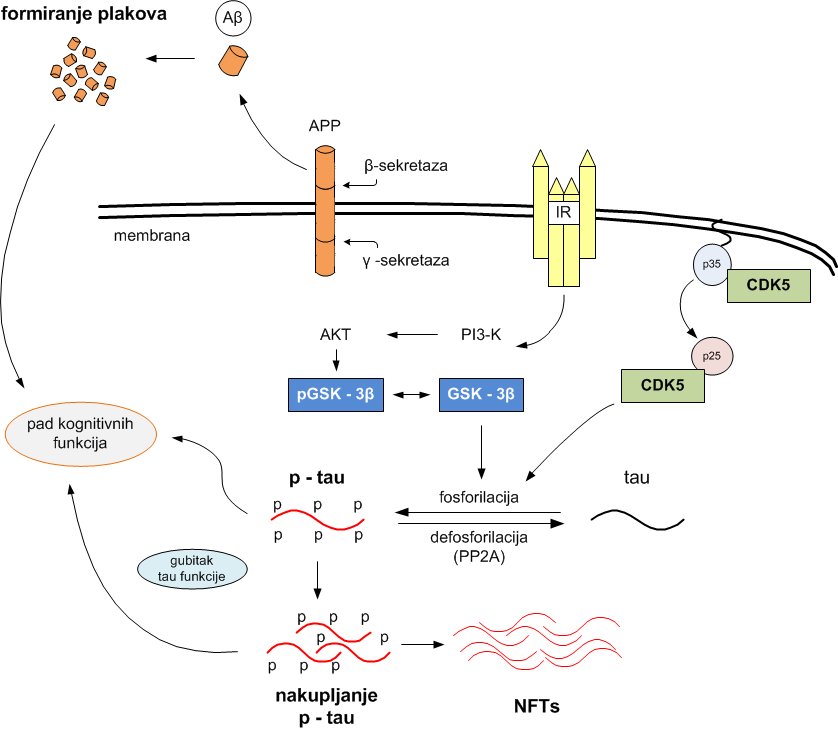 formiranje plakova
Aβ
APP
β-sekretaza
IR
membrana
γ -sekretaza
p35
CDK5
AKT
PI3-K
p25
CDK5
pGSK - 3β
GSK - 3β
pad kognitivnih
funkcija
p - tau
p p p
p p p
fosforilacija
defosforilacija
(PP2A)
tau
gubitak
tau funkcije
p p p
p p
p p p
nakupljanje
p - tau
NFTs